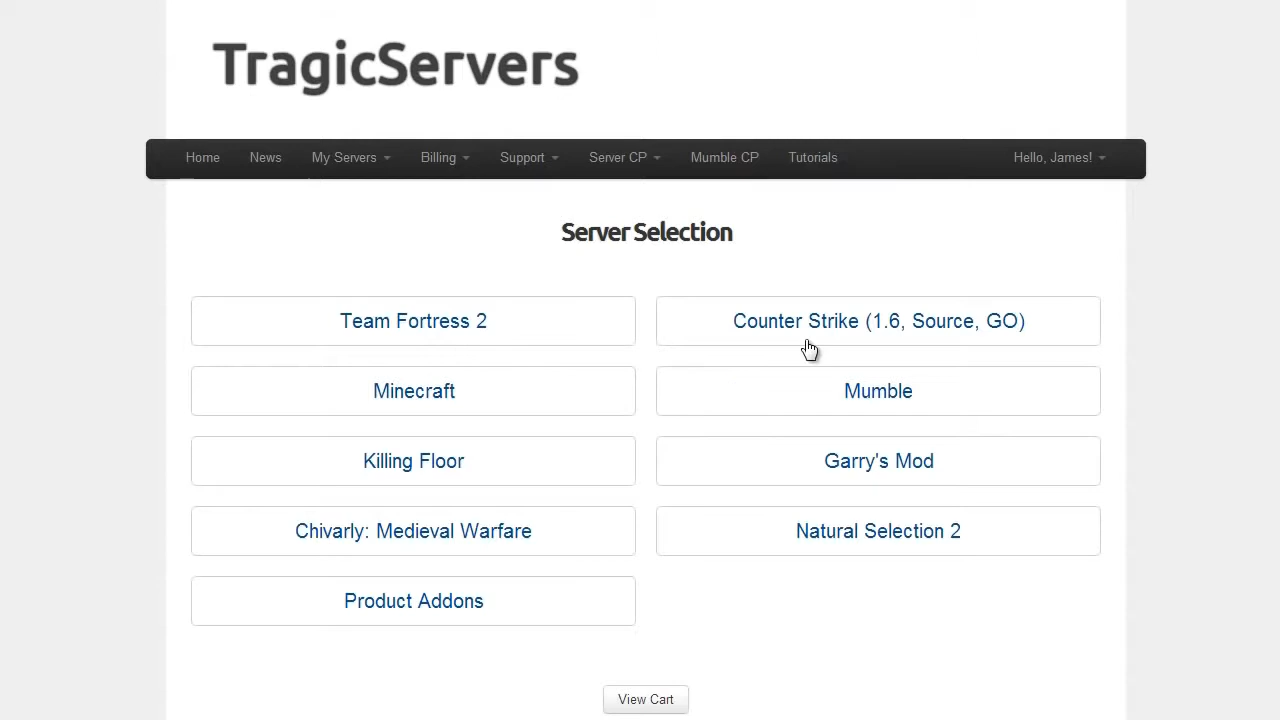 TragicServers
Home News My Servers Billing Support Server CP Mumble CP Tutorials Hello, James!
Server Selection
Team Fortress 2
Counter Strike (1.6, Source, GO)
Minecraft
Mumble
Killing Floor
Garry's Mod
Chivarly: Medieval Warfare
Natural Selection 2
Product Addons
View Cart